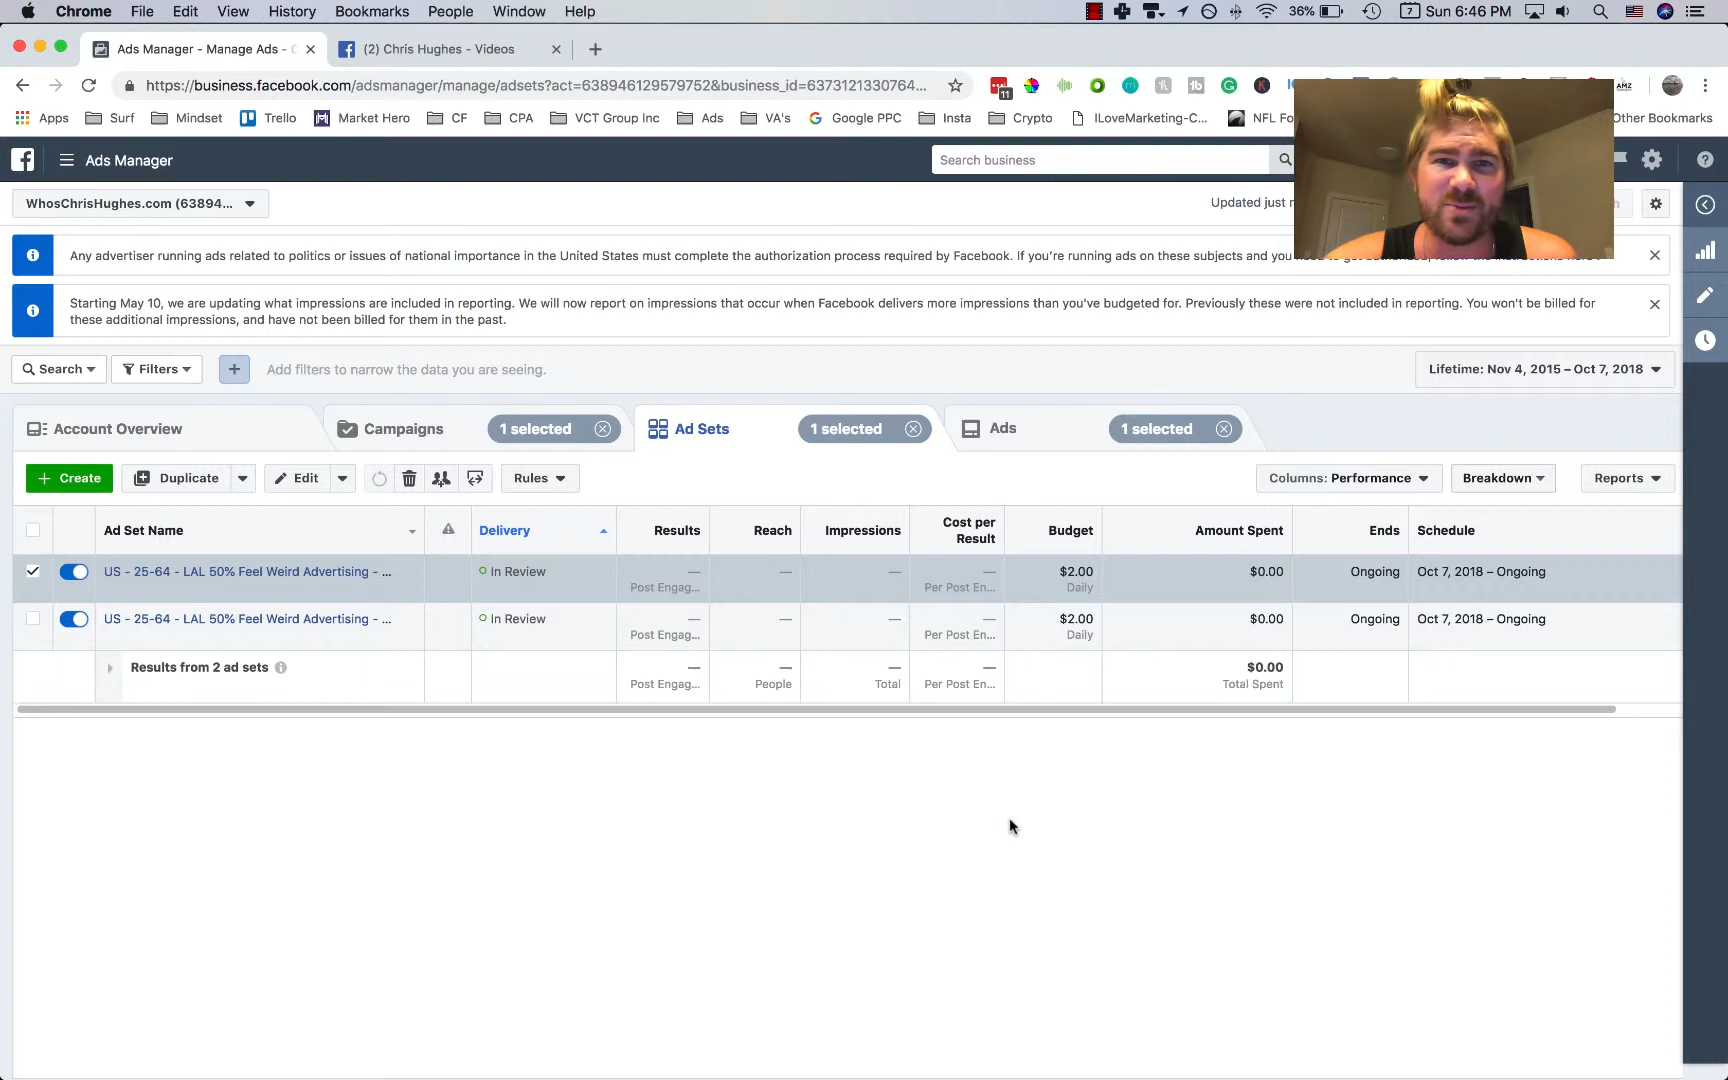 Chrome File Edit View History Bookmarks People Window Help 36% 7 Sun 6:46 PM
Ads Manager - Manage Ads - (2) Chris Hughes - Videos
https://business.facebook.com/adsmanager/manage/adsets?act=638946129579752&business_id=6373121330764... 11
Apps Surf Mindset Trello Market Hero CF CPA VCT Group Inc Ads VA's Google PPC Insta Crypto ILoveMarketing-C... NFL Fo AMZ Other Bookmarks
Ads Manager Search business
WhosChrisHughes.com (63894... Updated just
Any advertiser running ads related to politics or issues of national importance in the United States must complete the authorization process required by Facebook. If you're running ads on these subjects and
Starting May 10, we are updating what impressions are included in reporting. We will now report on impressions that occur when Facebook delivers more impressions than you've budgeted for. Previously these were not included in reporting. You won't be billed for
these additional impressions, and have not been billed for them in the past.
Search Filters + Add filters to narrow the data you are seeing. Lifetime: Nov 4, 2015 – Oct 7, 2018
Account Overview Campaigns 1 selected Ad Sets 1 selected Ads 1 selected
+ Create Duplicate Edit Rules Columns: Performance Breakdown Reports
Ad Set Name Delivery Results Reach Impressions Cost per Result Budget Amount Spent Ends Schedule
US - 25-64 - LAL 50% Feel Weird Advertising - ... In Review — — — — $2.00 $0.00 Ongoing Oct 7, 2018 – Ongoing
Post Engag... Per Post En... Daily
US - 25-64 - LAL 50% Feel Weird Advertising - ... In Review — — — — $2.00 $0.00 Ongoing Oct 7, 2018 – Ongoing
Post Engag... Per Post En... Daily
Results from 2 ad sets — — — — $0.00
Post Engag... People Total Per Post En... Total Spent